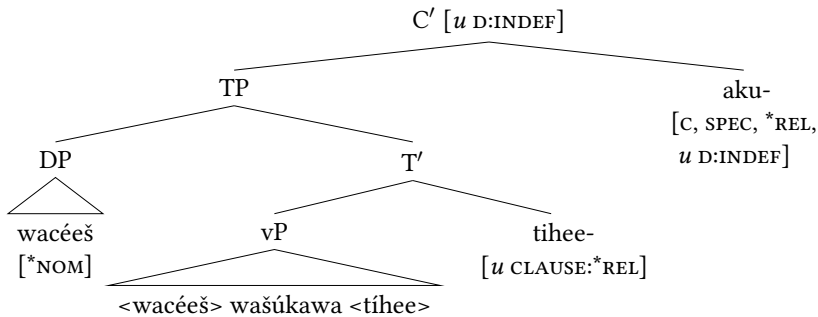 C′ [u D:INDEF]
TP
aku-
[C, SPEC, *REL,
u D:INDEF]
DP
T′
wacéeš
[*NOM]
vP
tihee-
[u CLAUSE:*REL]
<wacéeš> wašúkawa <tíhee>